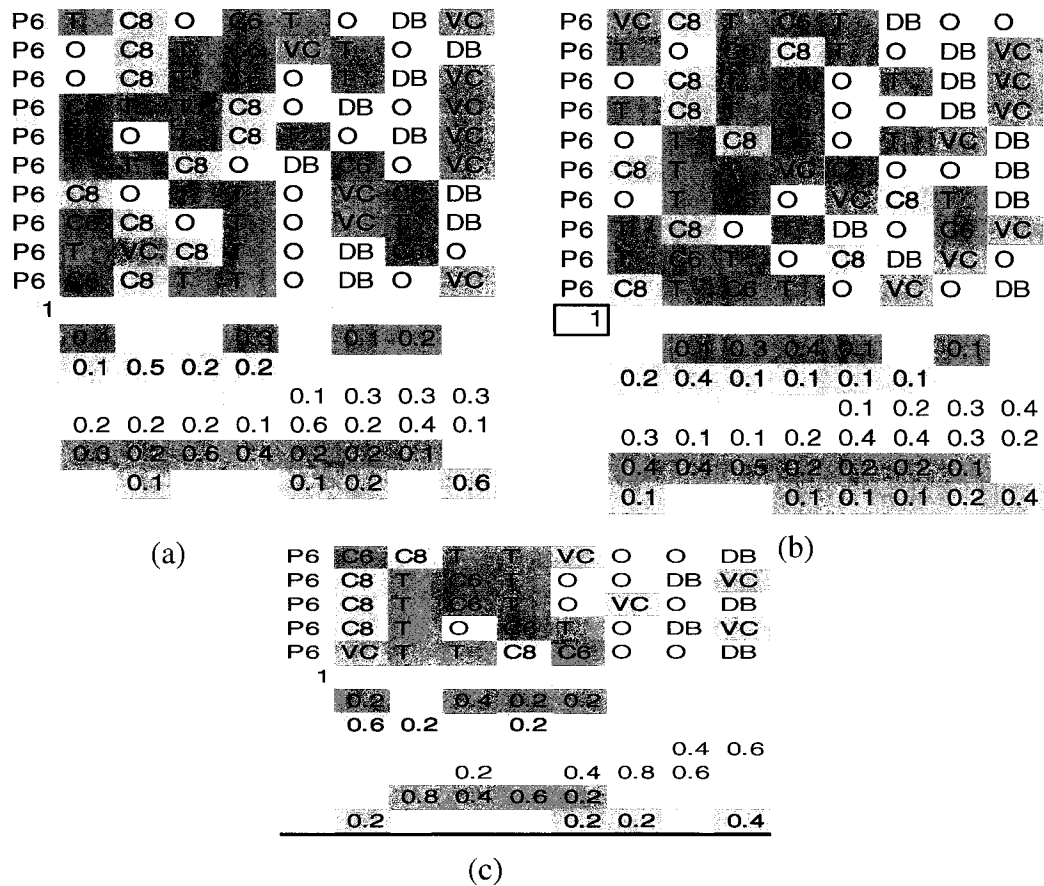 P6 T C8 O C6 T O DB VC
P6 O C8 T C6 VC T O DB
P6 O C8 T C6 O T DB VC
P6 C6 T T C8 O DB O VC
P6 C6 O T C8 T O DB VC
P6 T T C8 O DB C6 O VC
P6 C8 O T T O VC C6 DB
P6 C6 C8 O T O VC T DB
P6 T VC C8 T O DB C6 O
P6 C6 C8 T T O DB O VC
1
0.4 0.3 0.1 0.2
0.1 0.5 0.2 0.2
0.1 0.3 0.3 0.3
0.2 0.2 0.2 0.1 0.6 0.2 0.4 0.1
0.3 0.2 0.6 0.4 0.2 0.2 0.1
0.1 0.1 0.2 0.6
(a)
P6 VC C8 T C6 T DB O O
P6 T O C6 C8 T O DB VC
P6 O C8 T C6 O T DB VC
P6 T C8 T C6 O O DB VC
P6 O T C8 C6 O T VC DB
P6 C8 T T VC C6 O O DB
P6 O T C6 O VC C8 T DB
P6 T C8 O T DB O C6 VC
P6 T C6 T O C8 DB VC O
P6 C8 T C6 T O VC O DB
1
0.1 0.3 0.4 0.1 0.1
0.2 0.4 0.1 0.1 0.1 0.1
0.1 0.2 0.3 0.4
0.3 0.1 0.1 0.2 0.4 0.4 0.3 0.2
0.4 0.4 0.5 0.2 0.2 0.2 0.1
0.1 0.1 0.1 0.1 0.2 0.4
(b)
P6 C6 C8 T T VC O O DB
P6 C8 T C6 T O O DB VC
P6 C8 T C6 T O VC O DB
P6 C8 T O C6 T O DB VC
P6 VC T T C8 C6 O O DB
1
0.2 0.4 0.2 0.2
0.6 0.2 0.2
0.4 0.6
0.2 0.4 0.8 0.6
0.8 0.4 0.6 0.2
0.2 0.2 0.2 0.4
(c)